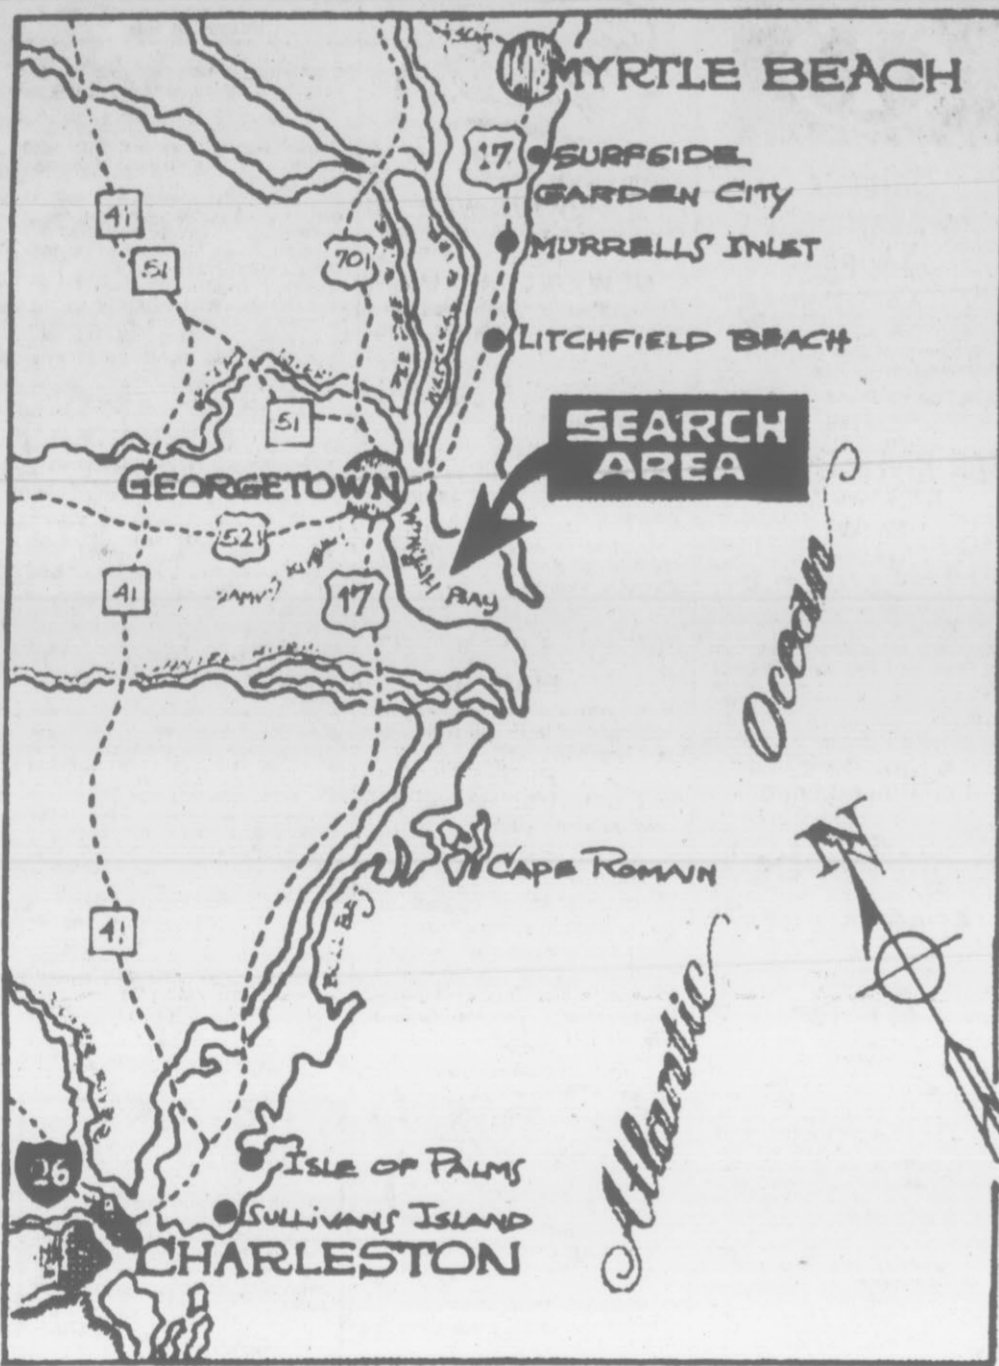 MYRTLE BEACH
17
SURFSIDE
GARDEN CITY
41
51
701
MURRELLS INLET
LITCHFIELD BEACH
SEARCH
AREA
51
GEORGETOWN
521
41
17
WINYAH
BAY
Ocean
N
CAPE ROMAIN
41
Atlantic
26
ISLE OF PALMS
SULLIVANS ISLAND
CHARLESTON